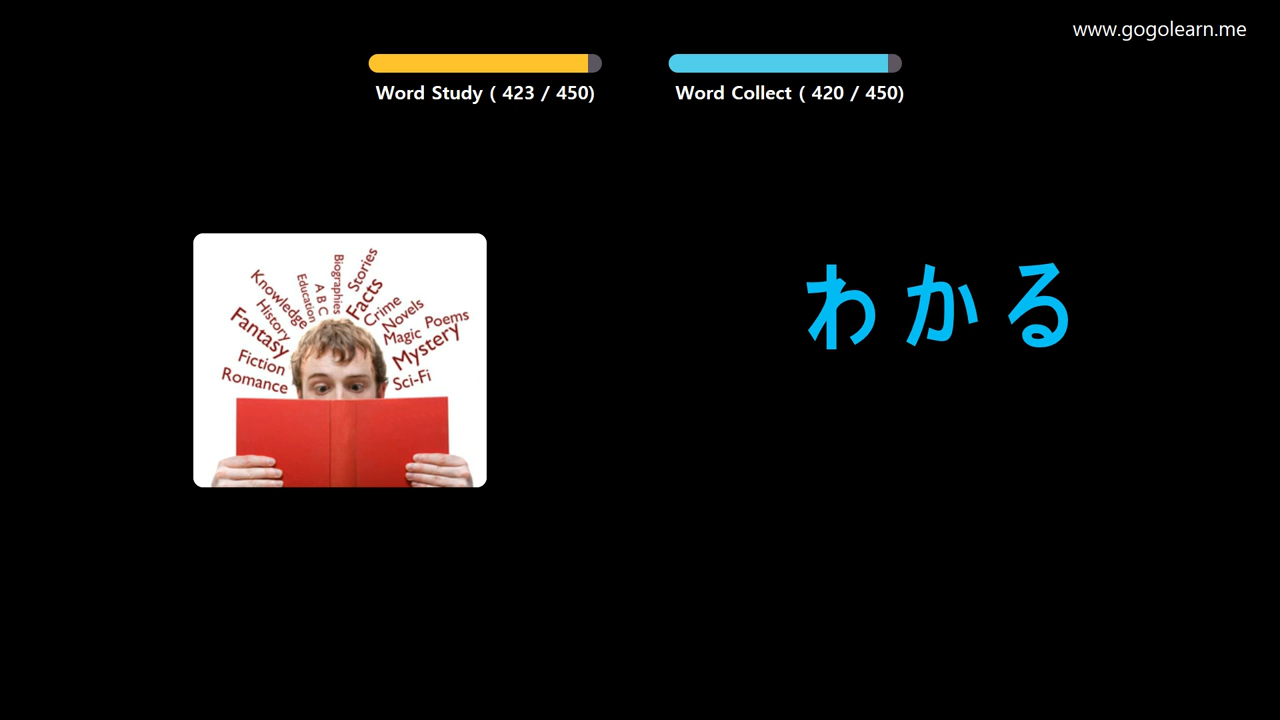 www.gogolearn.me
Word Study ( 423 / 450)
Word Collect ( 420 / 450)
Knowledge
History
Fantasy
Fiction
Romance
Education
A B C
Biographies
Stories
Facts
Crime
Novels
Magic
Poems
Mystery
Sci-Fi
わかる